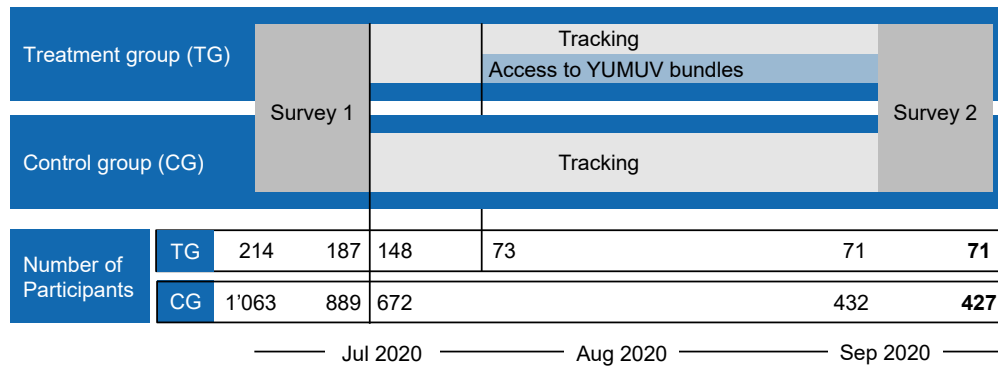 Treatment group (TG)
Tracking
Access to YUMUV bundles
Survey 1
Survey 2
Control group (CG)
Tracking
Number of
Participants
TG 214 187 148 73 71 71
CG 1’063 889 672 432 427
Jul 2020 Aug 2020 Sep 2020